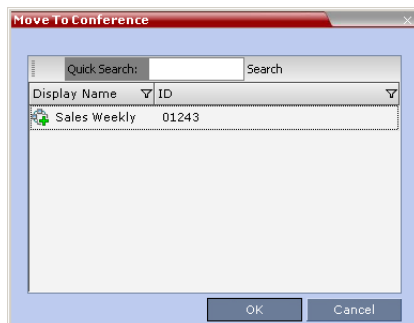 Move To Conference
Quick Search: Search
Display Name ID
Sales Weekly 01243
OK Cancel